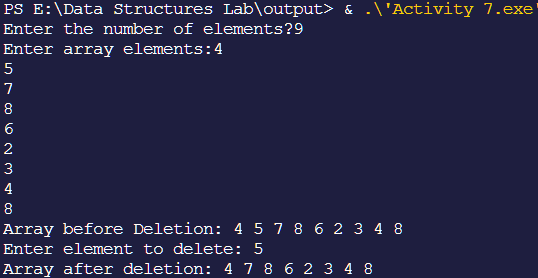 PS E:\Data Structures Lab\output> & .\'Activity 7.exe'
Enter the number of elements?9
Enter array elements:4
5
7
8
6
2
3
4
8
Array before Deletion: 4 5 7 8 6 2 3 4 8
Enter element to delete: 5
Array after deletion: 4 7 8 6 2 3 4 8